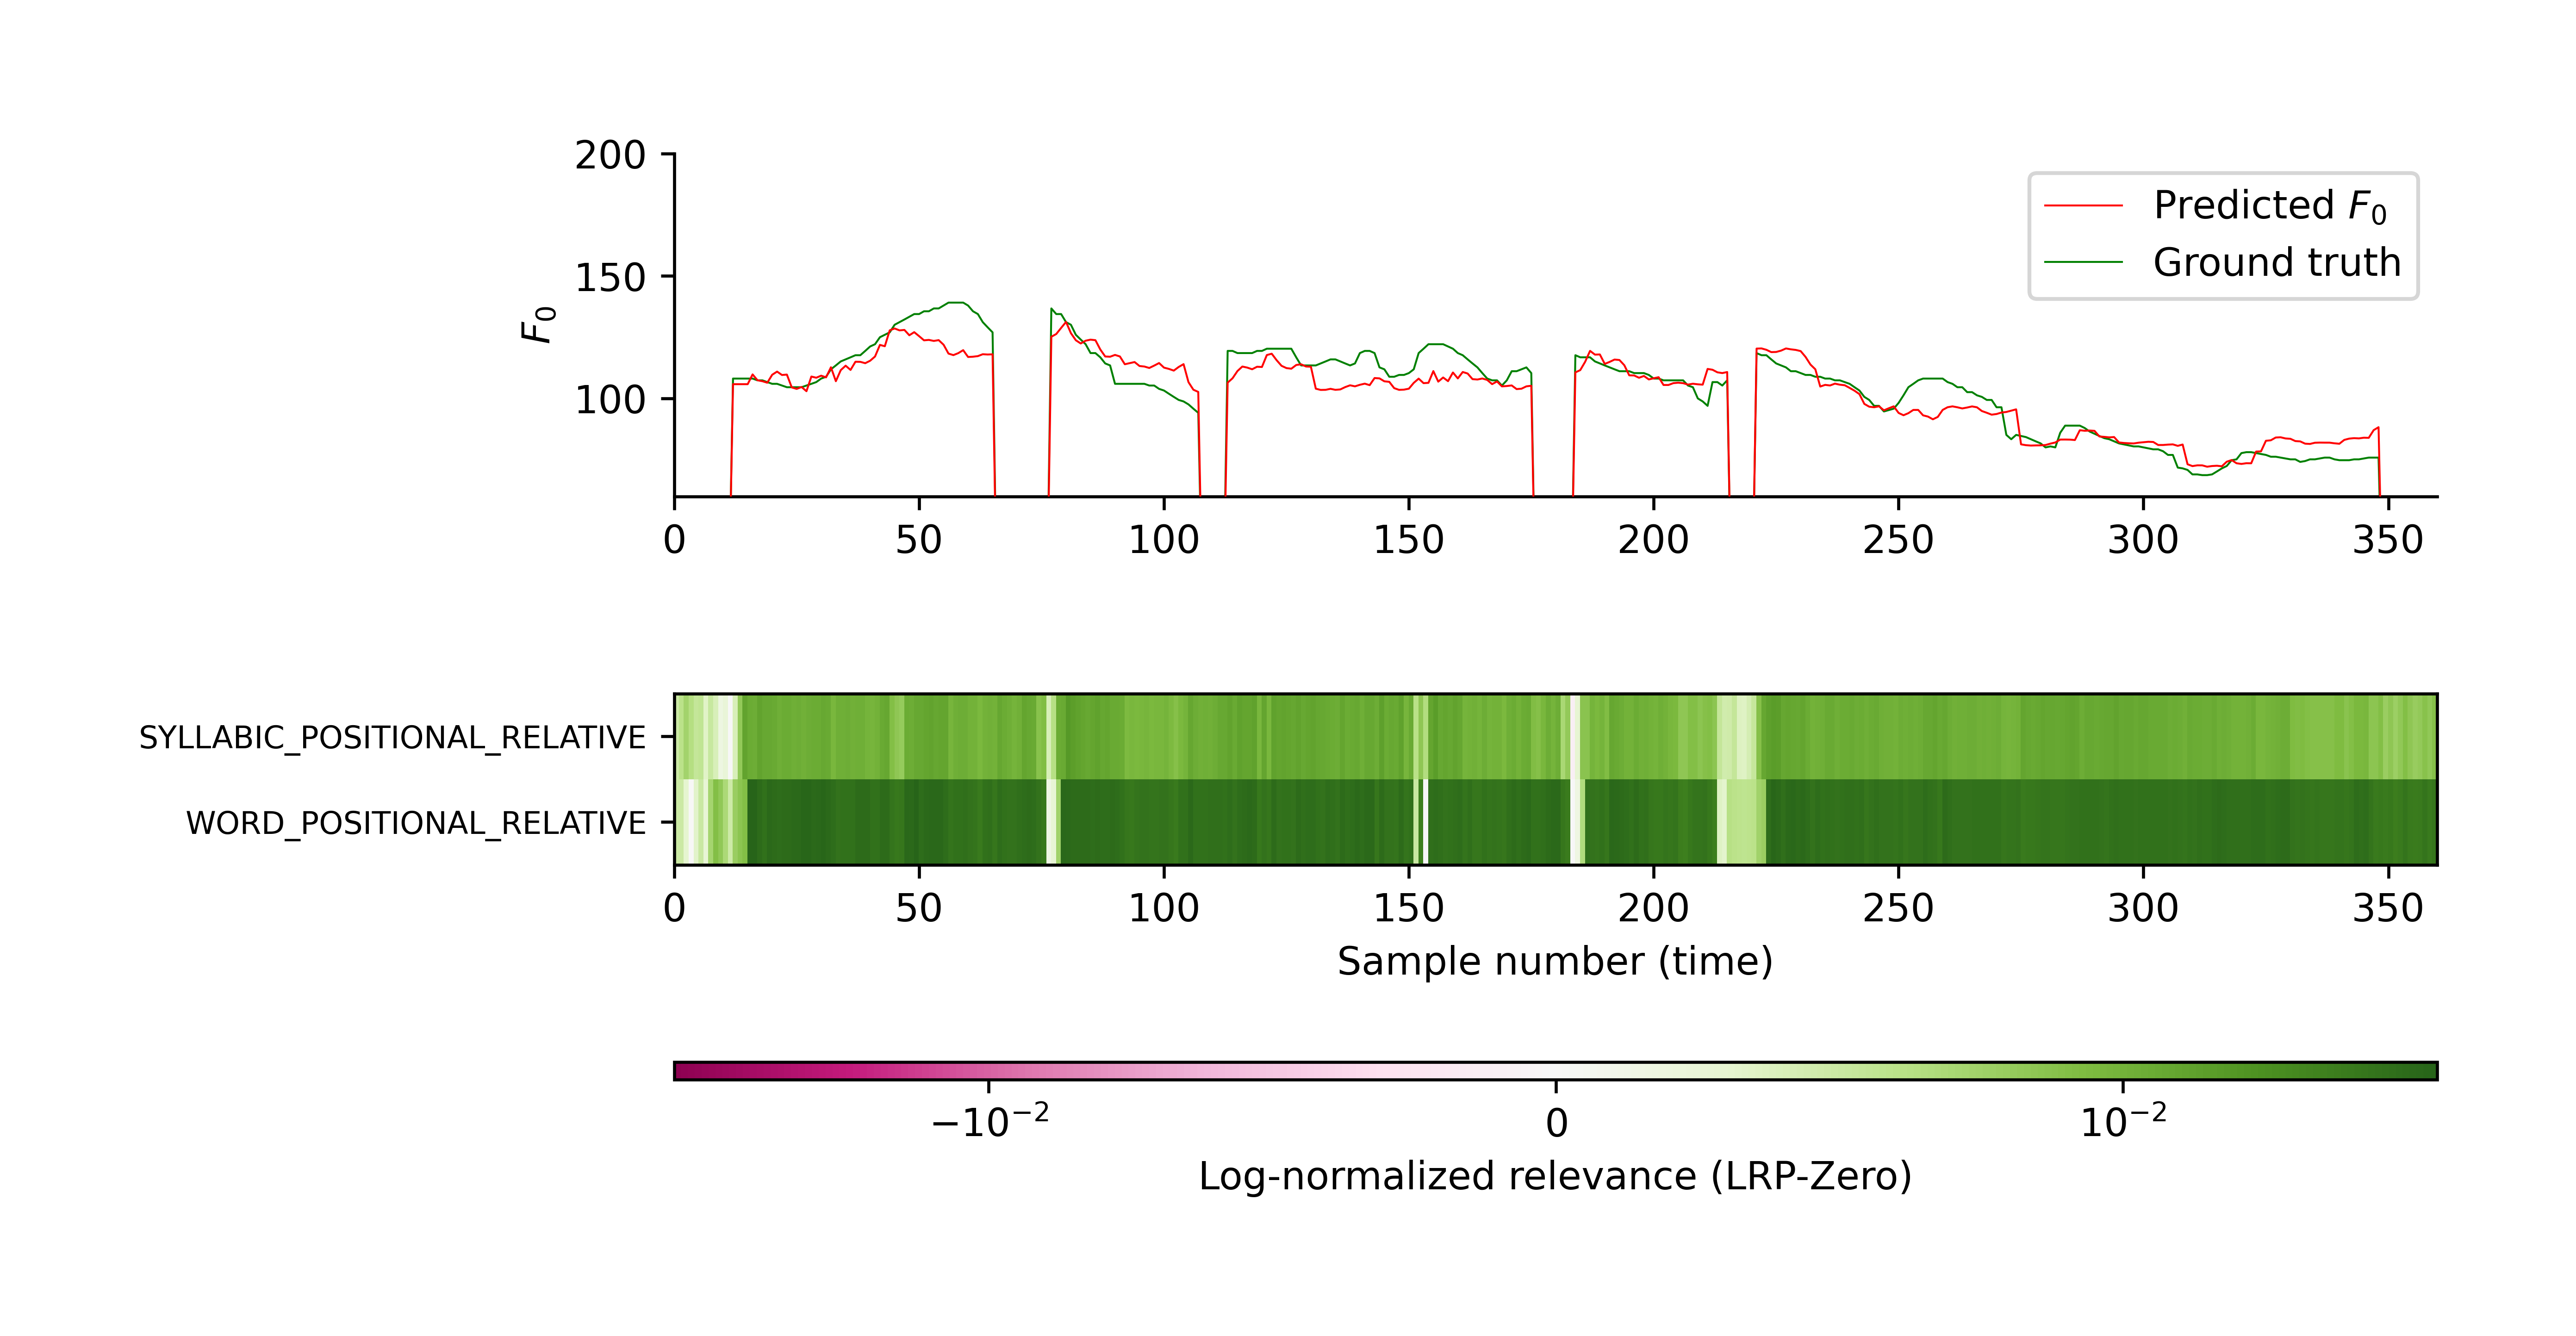 200
150
100
F₀
Predicted F₀
Ground truth
0 50 100 150 200 250 300 350
SYLLABIC_POSITIONAL_RELATIVE
WORD_POSITIONAL_RELATIVE
0 50 100 150 200 250 300 350
Sample number (time)
−10⁻² 0 10⁻²
Log-normalized relevance (LRP-Zero)